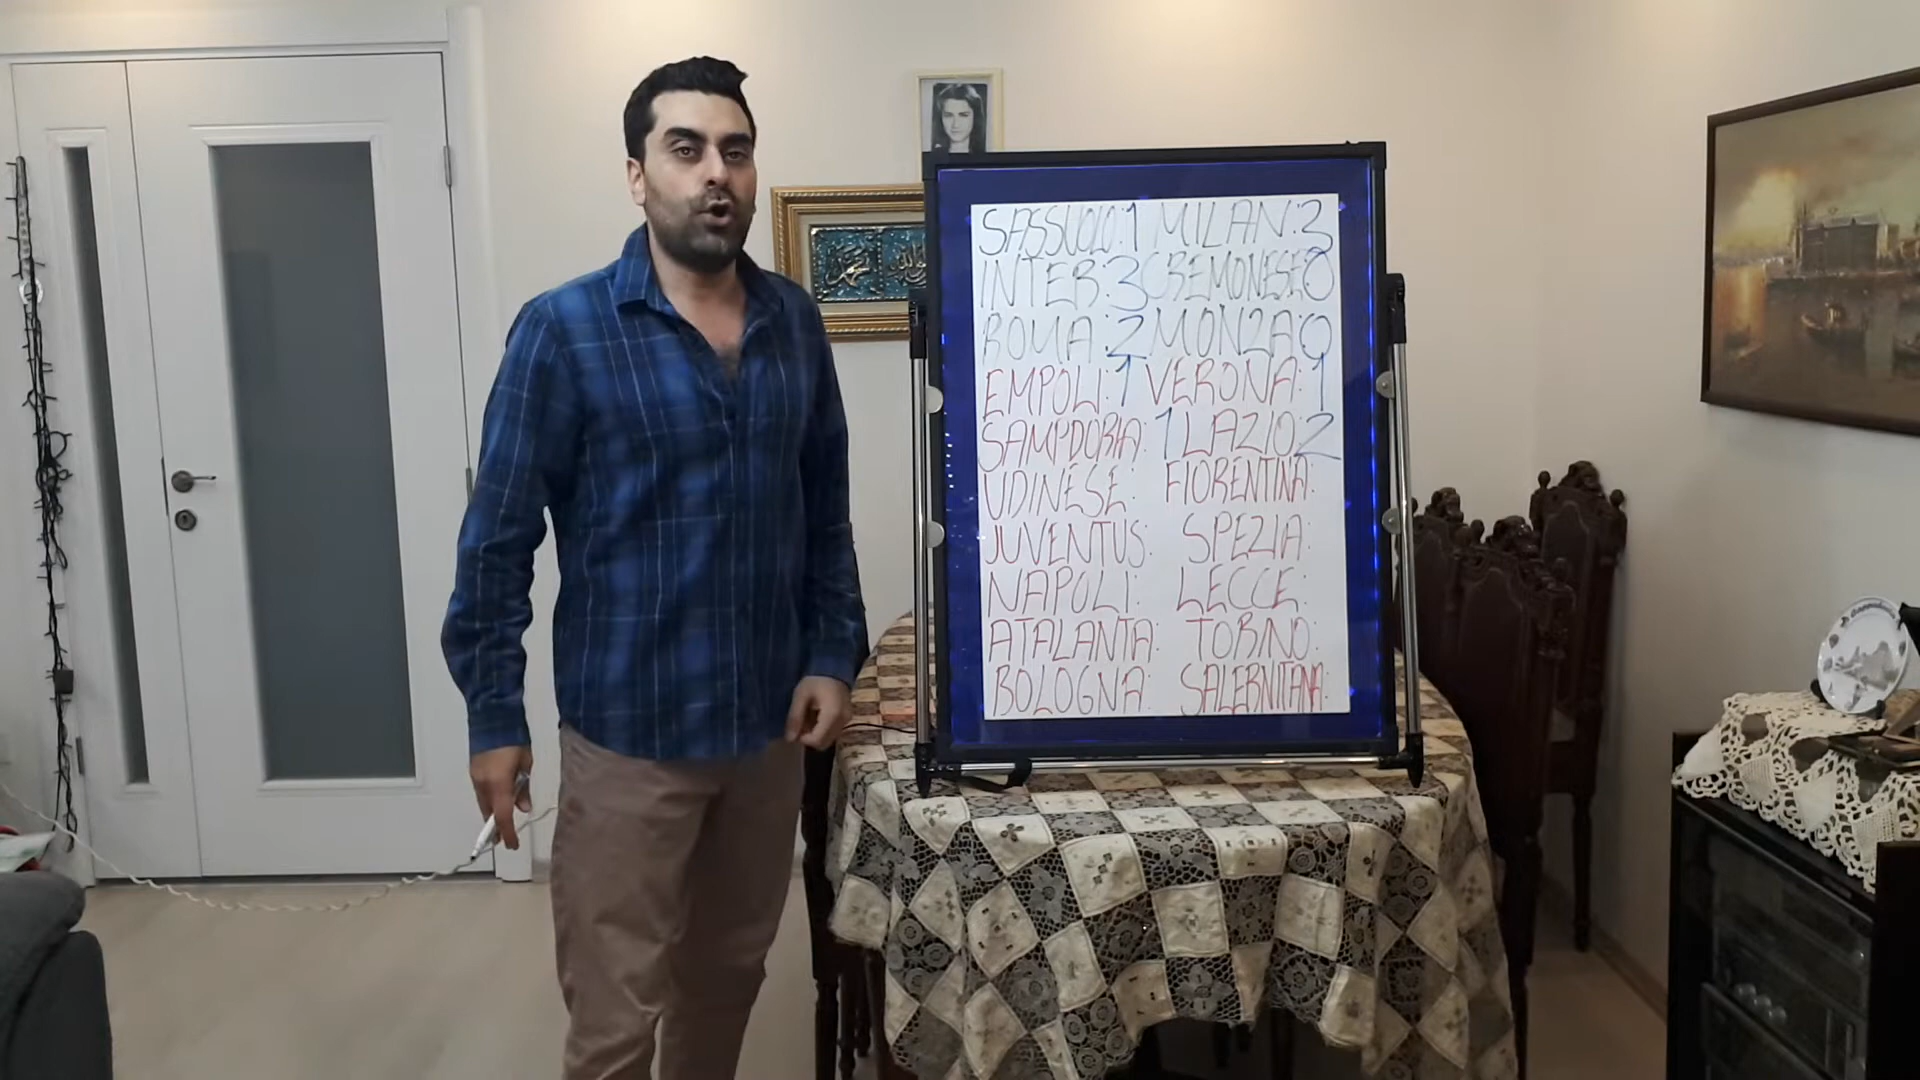 SASSUOLO:1 MILAN:3
INTER:3 CREMONESE:0
ROMA:2 MONZA:0
EMPOLI:1 VERONA:1
SAMPDORIA:1 LAZIO:2
UDINESE: FIORENTINA:
JUVENTUS: SPEZIA:
NAPOLI: LECCE:
ATALANTA: TORINO:
BOLOGNA: SALERNITANA: